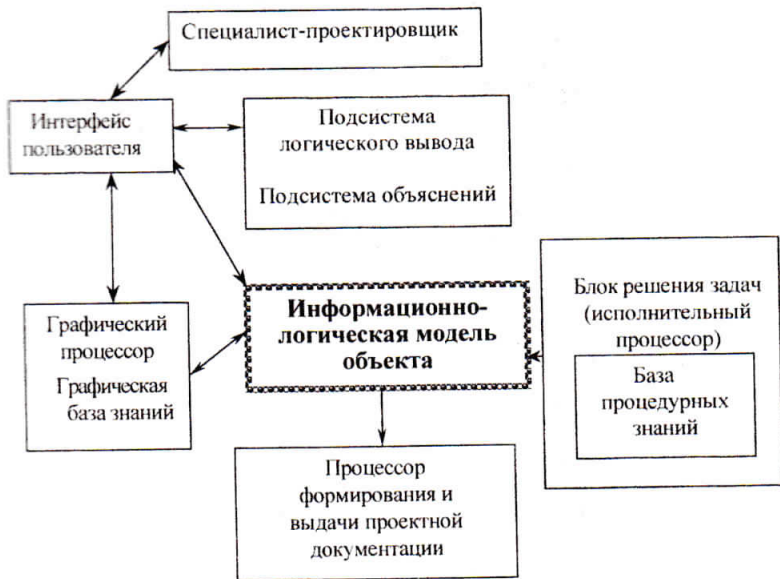 Специалист-проектировщик
Интерфейс
пользователя
Подсистема
логического вывода
Подсистема объяснений
Блок решения задач
(исполнительный
процессор)
База
процедурных
знаний
Информационно-
логическая модель
объекта
Графический
процессор
Графическая
база знаний
Процессор
формирования и
выдачи проектной
документации